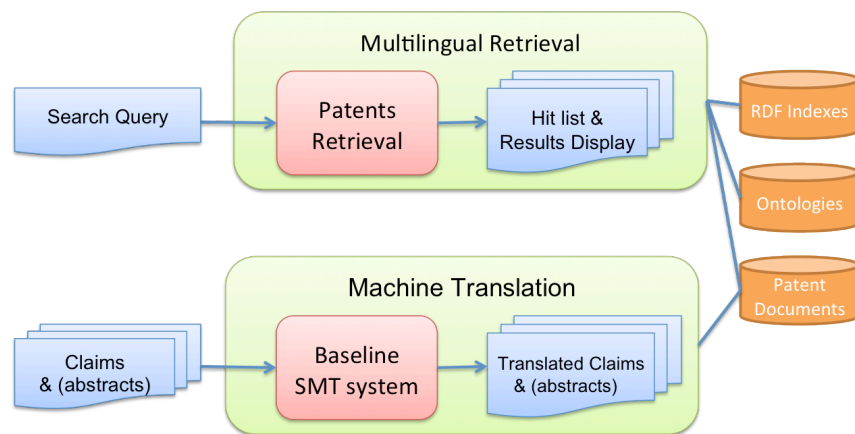 Multilingual Retrieval
Search Query
Patents
Retrieval
Hit list &
Results Display
RDF Indexes
Ontologies
Patent
Documents
Machine Translation
Claims
& (abstracts)
Baseline
SMT system
Translated Claims
& (abstracts)